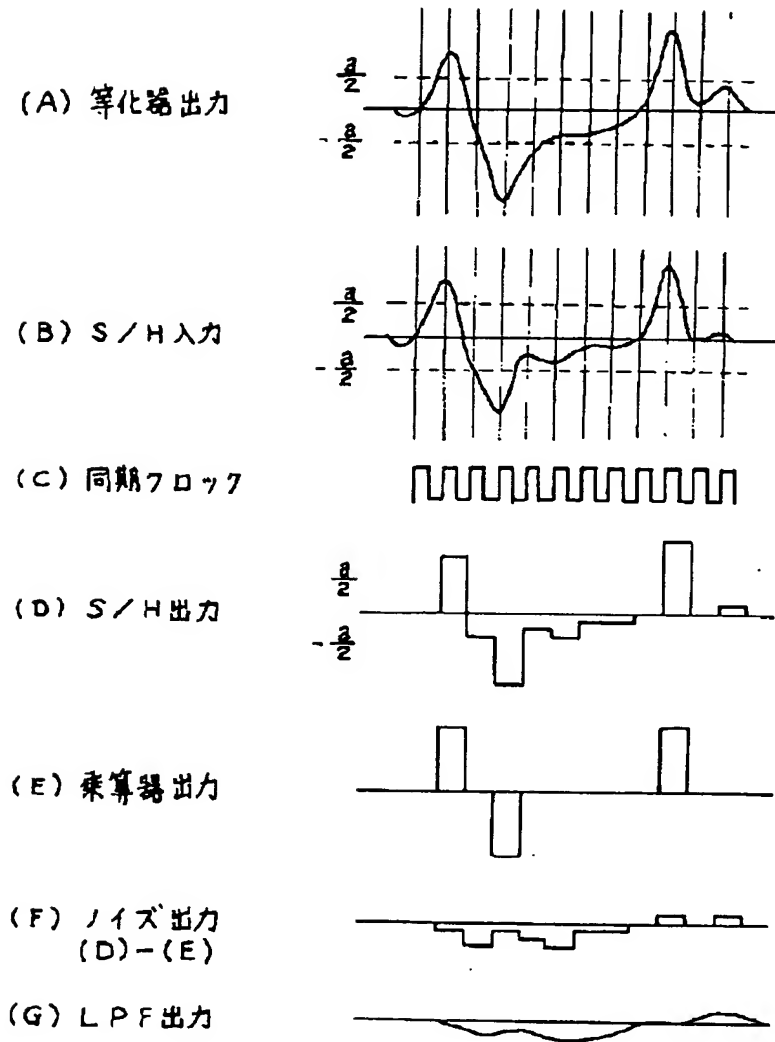 a/2
(A) 等化器出力
-a/2
a/2
(B) S/H入力
-a/2
(C) 同期クロック
a/2
(D) S/H出力
-a/2
(E) 乗算器出力
(F) ノイズ出力
(D)-(E)
(G) LPF出力